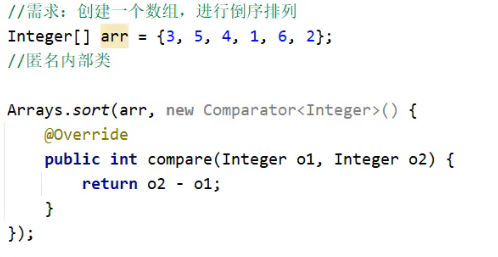 //需求：创建一个数组，进行倒序排列
Integer[] arr = {3, 5, 4, 1, 6, 2};
//匿名内部类
Arrays.sort(arr, new Comparator<Integer>() {
    @Override
    public int compare(Integer o1, Integer o2) {
        return o2 - o1;
    }
});